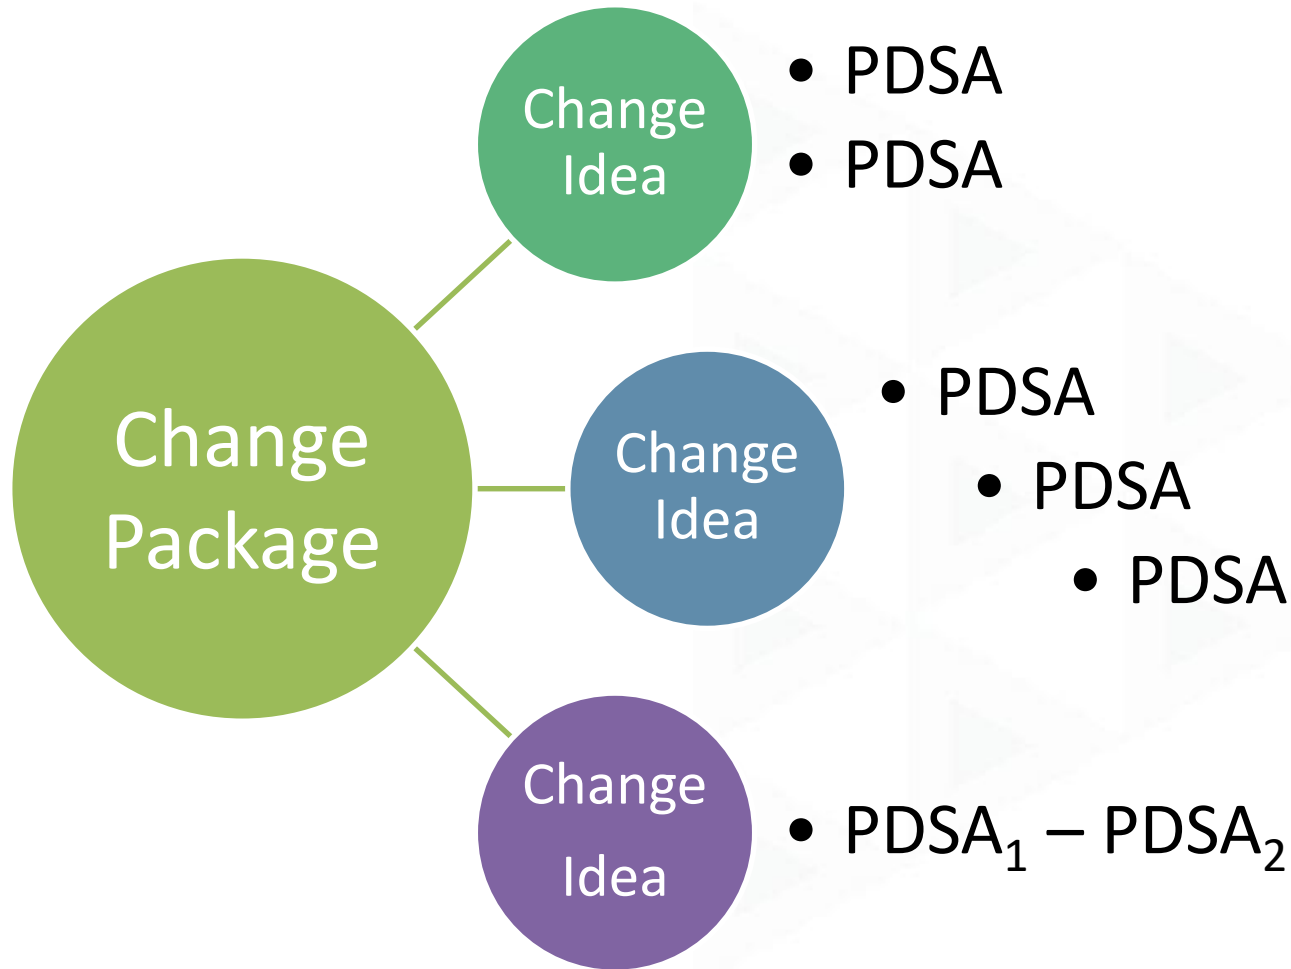 Change
Idea
• PDSA
• PDSA
Change
Package
Change
Idea
• PDSA
• PDSA
• PDSA
Change
Idea
• PDSA₁ – PDSA₂